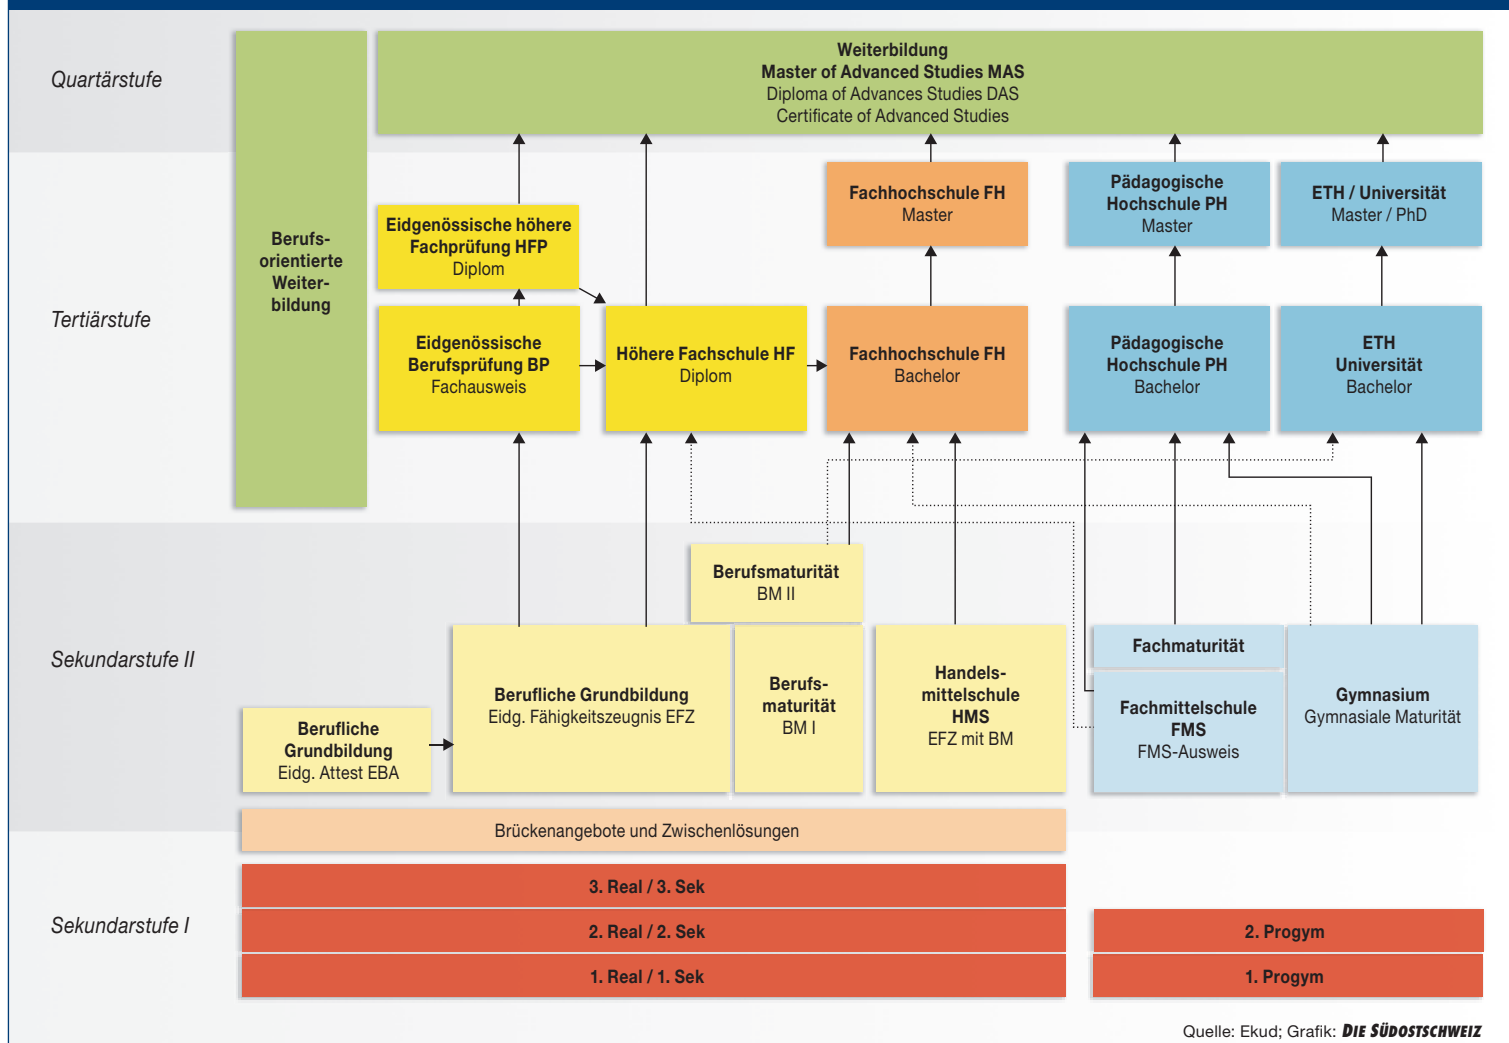 Quartärstufe
Weiterbildung
Master of Advanced Studies MAS
Diploma of Advances Studies DAS
Certificate of Advanced Studies
Tertiärstufe
Berufs-
orientierte
Weiter-
bildung
Eidgenössische höhere
Fachprüfung HFP
Diplom
Fachhochschule FH
Master
Pädagogische
Hochschule PH
Master
ETH / Universität
Master / PhD
Eidgenössische
Berufsprüfung BP
Fachausweis
Höhere Fachschule HF
Diplom
Fachhochschule FH
Bachelor
Pädagogische
Hochschule PH
Bachelor
ETH
Universität
Bachelor
Sekundarstufe II
Berufsmaturität
BM II
Berufliche
Grundbildung
Eidg. Attest EBA
Berufliche Grundbildung
Eidg. Fähigkeitszeugnis EFZ
Berufs-
maturität
BM I
Handels-
mittelschule
HMS
EFZ mit BM
Fachmaturität
Fachmittelschule
FMS
FMS-Ausweis
Gymnasium
Gymnasiale Maturität
Brückenangebote und Zwischenlösungen
Sekundarstufe I
3. Real / 3. Sek
2. Real / 2. Sek
2. Progym
1. Real / 1. Sek
1. Progym
Quelle: Ekud; Grafik: DIE SÜDOSTSCHWEIZ